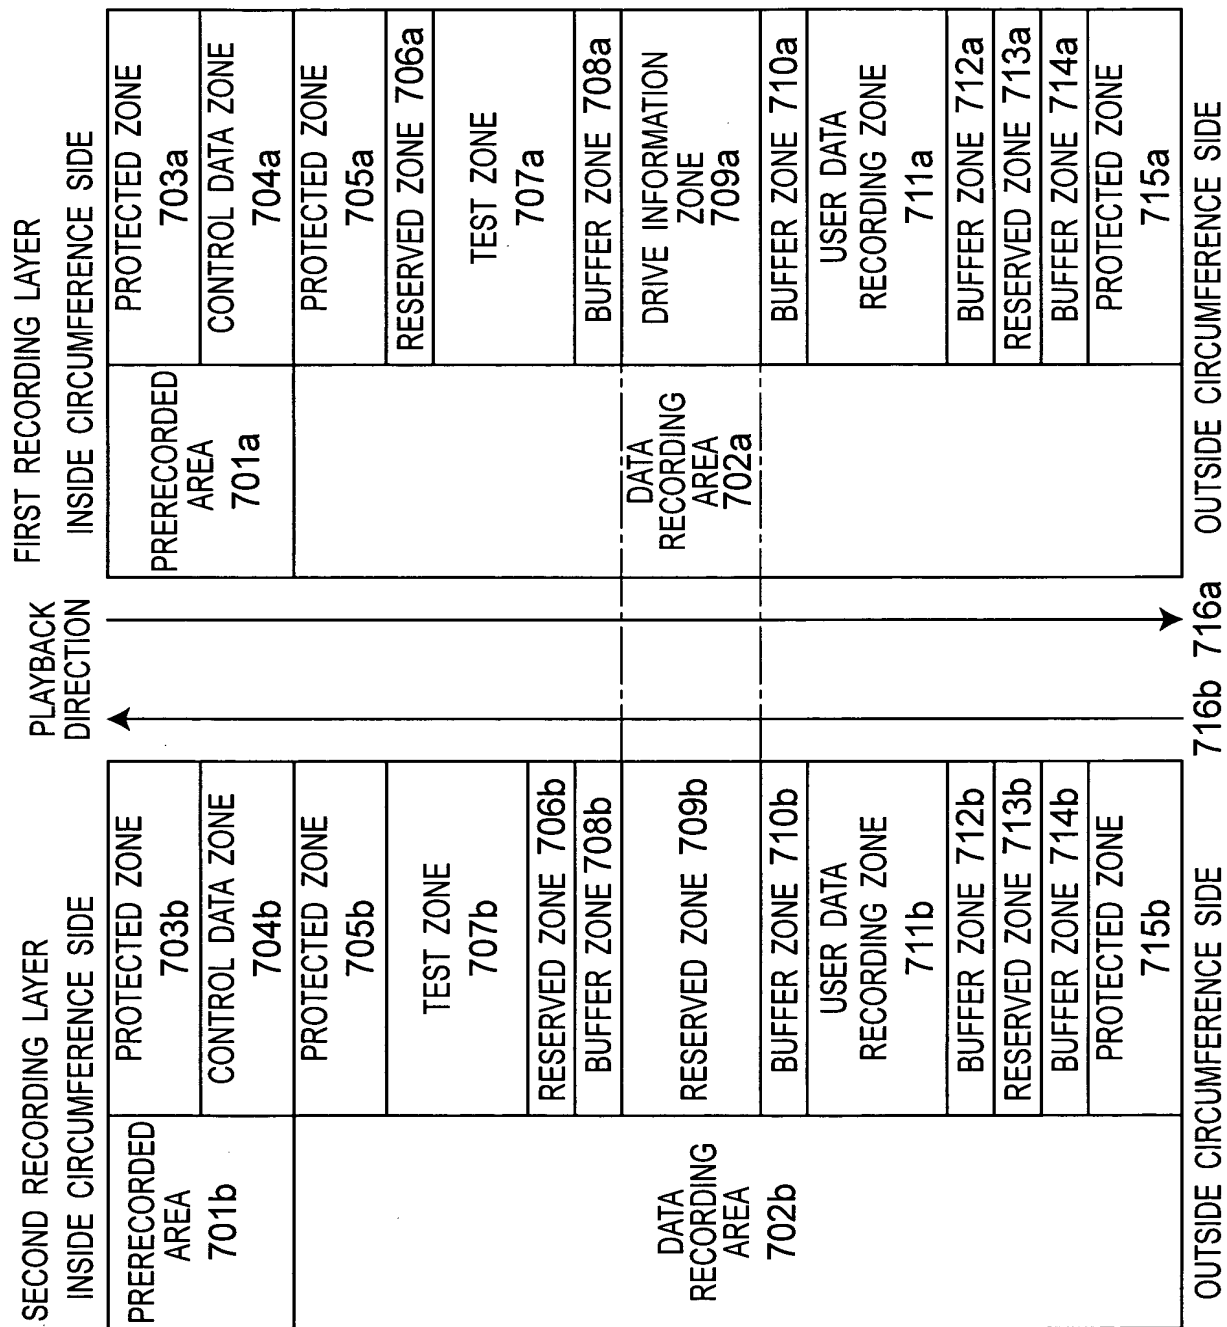 FIRST RECORDING LAYER
INSIDE CIRCUMFERENCE SIDE
PRERECORDED
AREA
701a
PROTECTED ZONE
703a
CONTROL DATA ZONE
704a
DATA
RECORDING
AREA
702a
PROTECTED ZONE
705a
RESERVED ZONE 706a
TEST ZONE
707a
BUFFER ZONE 708a
DRIVE INFORMATION
ZONE
709a
BUFFER ZONE 710a
USER DATA
RECORDING ZONE
711a
BUFFER ZONE 712a
RESERVED ZONE 713a
BUFFER ZONE 714a
PROTECTED ZONE
715a
OUTSIDE CIRCUMFERENCE SIDE
PLAYBACK
DIRECTION
716b 716a
SECOND RECORDING LAYER
INSIDE CIRCUMFERENCE SIDE
PRERECORDED
AREA
701b
PROTECTED ZONE
703b
CONTROL DATA ZONE
704b
DATA
RECORDING
AREA
702b
PROTECTED ZONE
705b
TEST ZONE
707b
RESERVED ZONE 706b
BUFFER ZONE 708b
RESERVED ZONE 709b
BUFFER ZONE 710b
USER DATA
RECORDING ZONE
711b
BUFFER ZONE 712b
RESERVED ZONE 713b
BUFFER ZONE 714b
PROTECTED ZONE
715b
OUTSIDE CIRCUMFERENCE SIDE